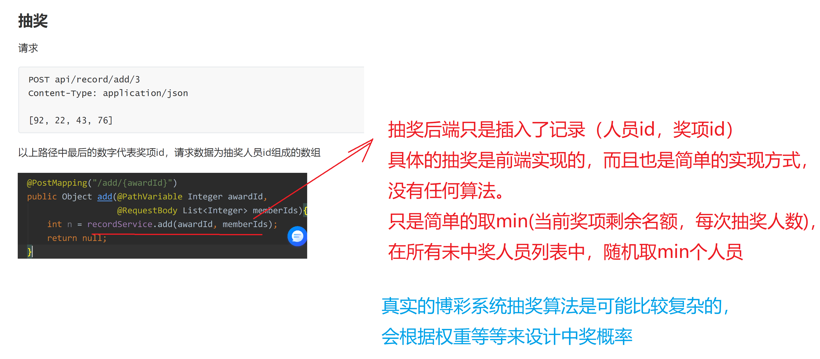 抽奖
请求
POST api/record/add/3
Content-Type: application/json
[92, 22, 43, 76]
以上路径中最后的数字代表奖项id，请求数据为抽奖人员id组成的数组
@PostMapping("/add/{awardId}")
public Object add(@PathVariable Integer awardId,
@RequestBody List<Integer> memberIds){
int n = recordService.add(awardId, memberIds);
return null;
}
抽奖后端只是插入了记录（人员id，奖项id）
具体的抽奖是前端实现的，而且也是简单的实现方式，
没有任何算法。
只是简单的取min(当前奖项剩余名额，每次抽奖人数)，
在所有未中奖人员列表中，随机取min个人员
真实的博彩系统抽奖算法是可能比较复杂的，
会根据权重等等来设计中奖概率